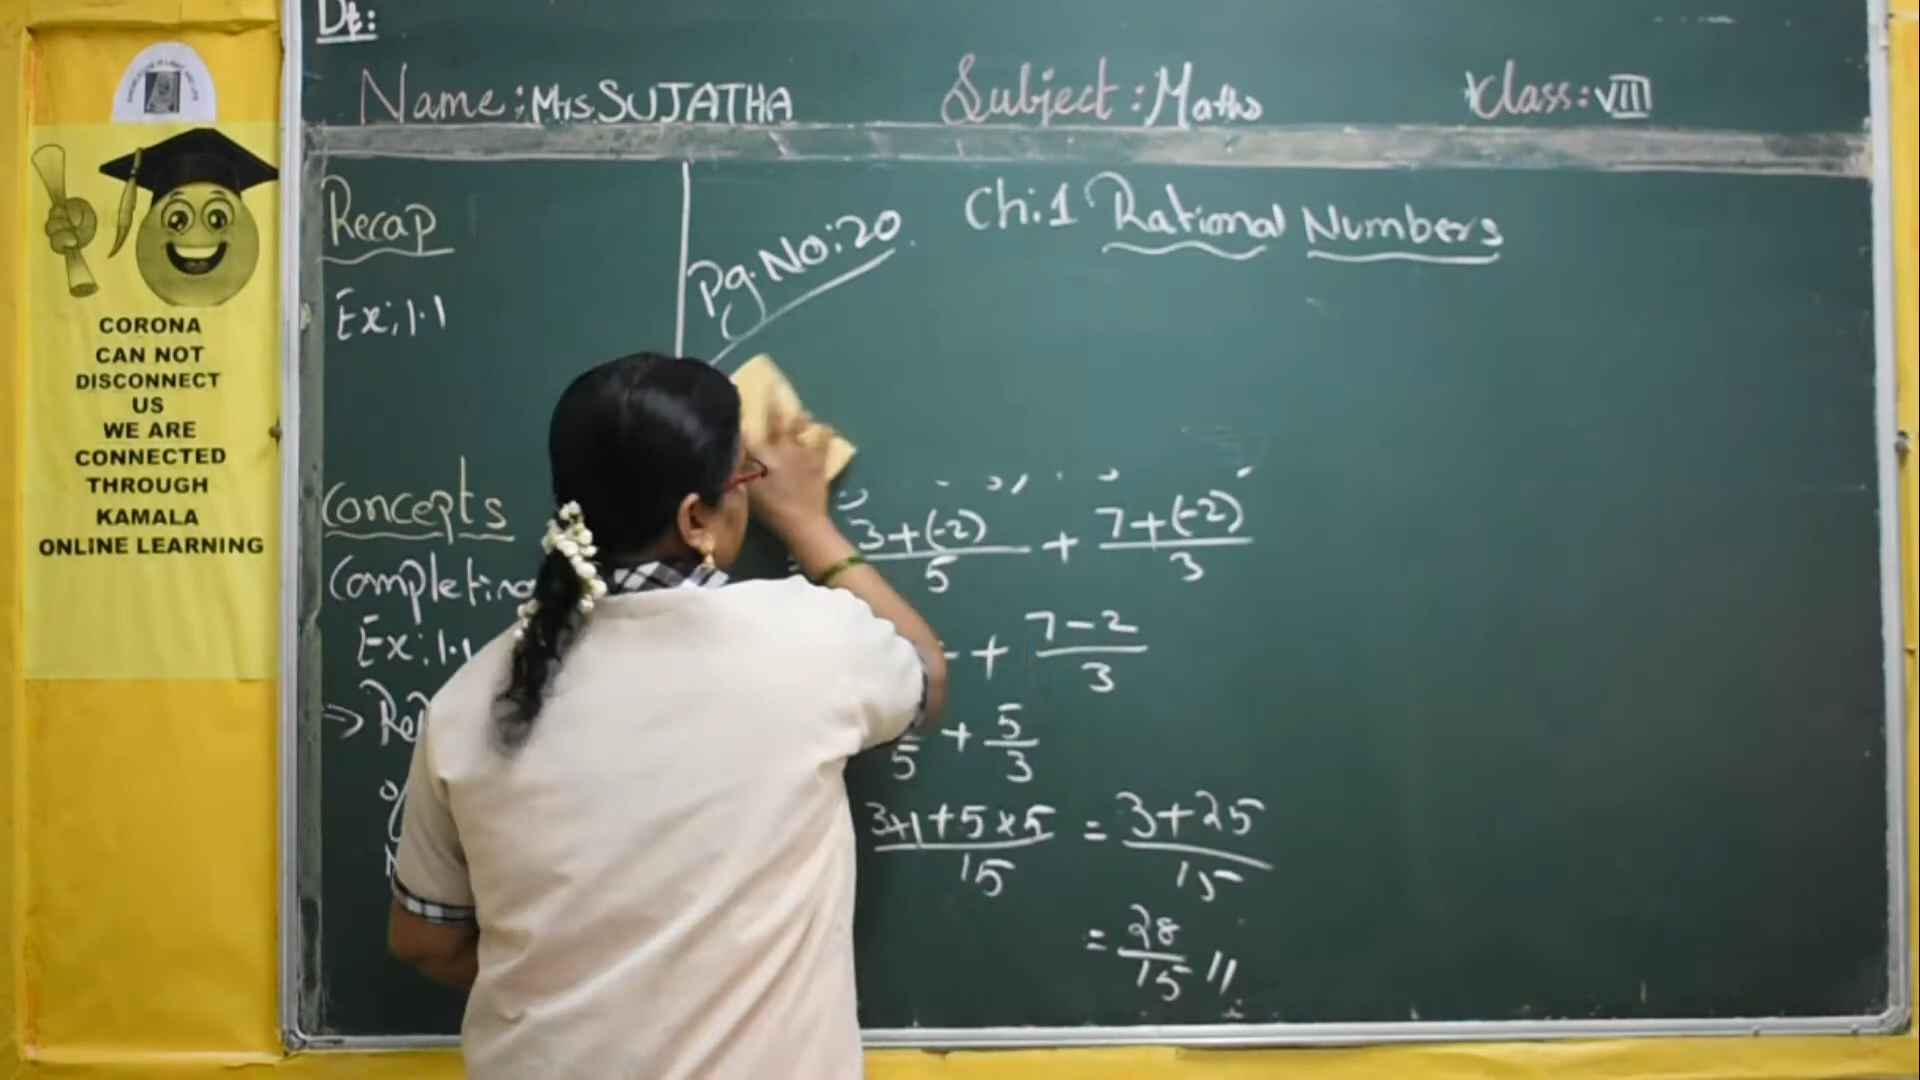 Dt:
Name: Mrs. SUJATHA Subject: Maths Class: VIII
Recap
Ex: 1.1
Pg. No: 20
Ch: 1 Rational Numbers
Concepts
Ex: 1.1
→
3+(-2)/5 + 7+(-2)/3
+ 7-2/3
5 + 5/3
3×1+5×5/15 = 3+25/15
= 28/15 //
CORONA
CAN NOT
DISCONNECT
US
WE ARE
CONNECTED
THROUGH
KAMALA
ONLINE LEARNING